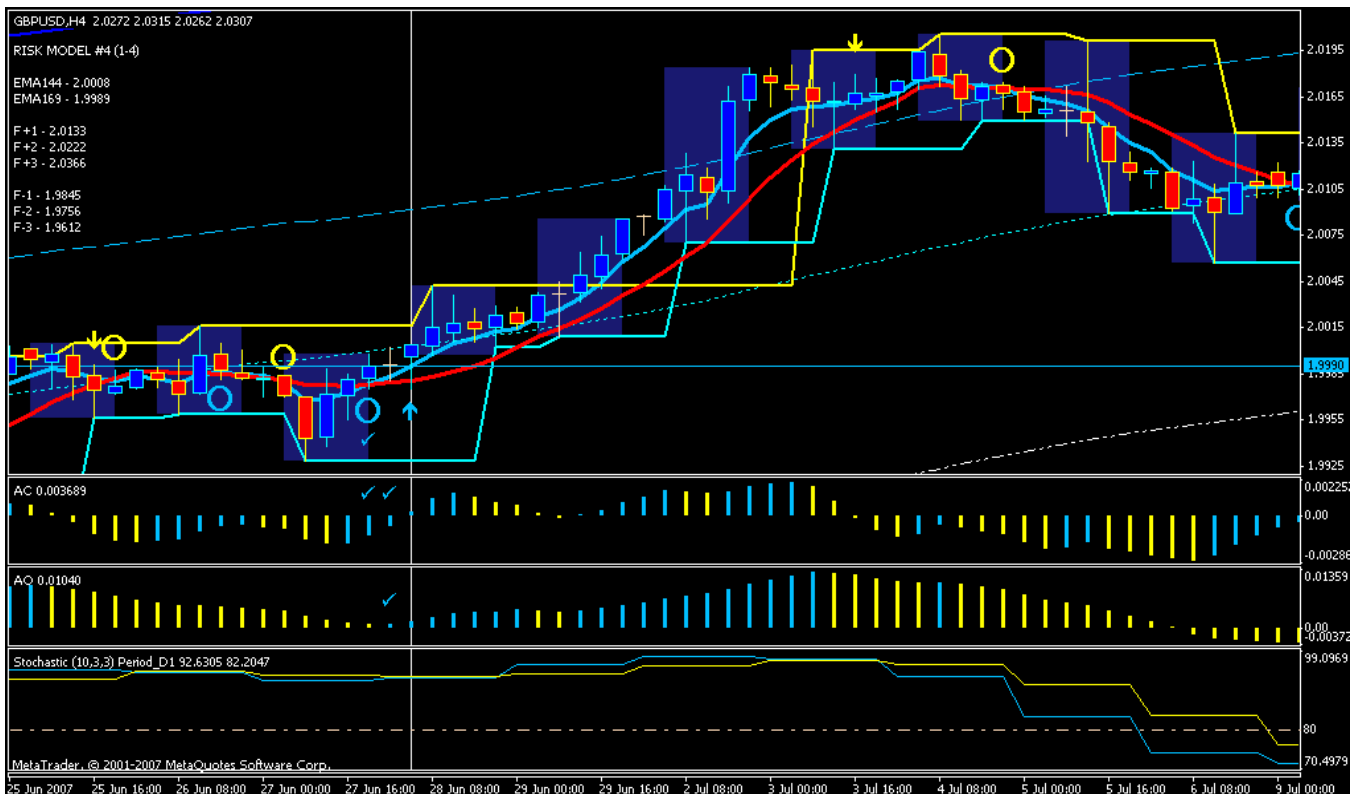 GBPUSD,H4 2.0272 2.0315 2.0262 2.0307
RISK MODEL #4 (1-4)
EMA144 - 2.0008
EMA169 - 1.9989
F+1 - 2.0133
F+2 - 2.0222
F+3 - 2.0366
F-1 - 1.9845
F-2 - 1.9756
F-3 - 1.9612
2.0195
2.0165
2.0135
2.0105
2.0075
2.0045
2.0015
1.9990
1.9985
1.9955
1.9925
AC 0.003689
0.002252
0.00
-0.00286
AO 0.01040
0.01359
0.00
-0.00372
Stochastic (10,3,3) Period_D1 92.6305 82.2047
99.0969
80
70.4979
MetaTrader, © 2001-2007 MetaQuotes Software Corp.
25 Jun 2007 25 Jun 16:00 26 Jun 08:00 27 Jun 00:00 27 Jun 16:00 28 Jun 08:00 29 Jun 00:00 29 Jun 16:00 2 Jul 08:00 3 Jul 00:00 3 Jul 16:00 4 Jul 08:00 5 Jul 00:00 5 Jul 16:00 6 Jul 08:00 9 Jul 00:00